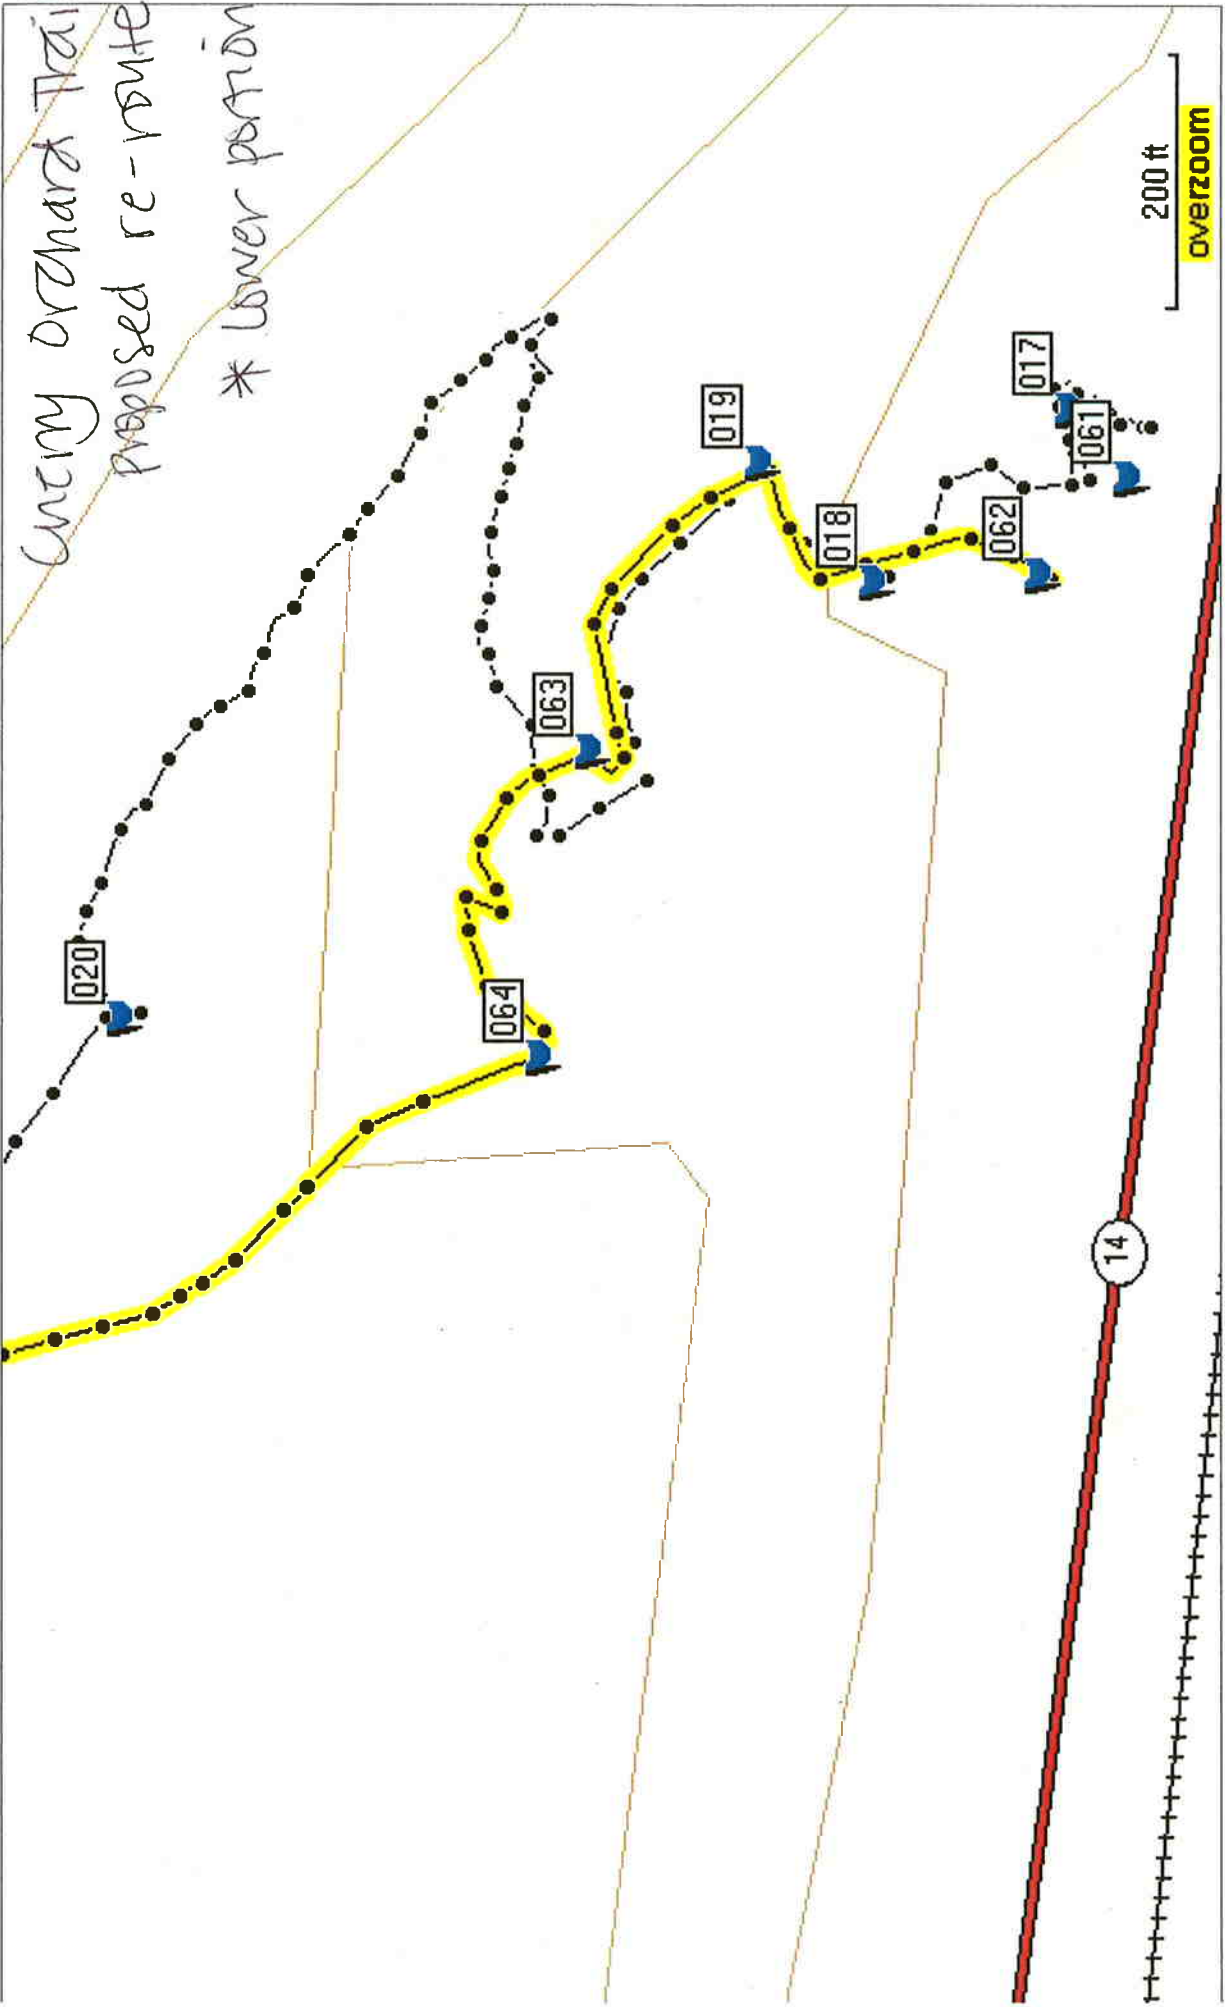 Cherry Orchard Trai
proposed re-route
* Lower portion
020
064
063
019
018
062
017
061
14
200 ft
overzoom